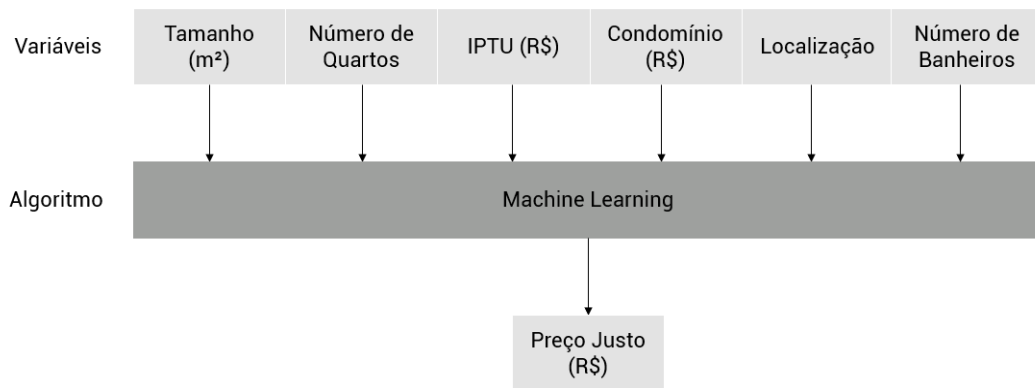 Variáveis
Tamanho
(m²)
Número de
Quartos
IPTU (R$)
Condomínio
(R$)
Localização
Número de
Banheiros
Algoritmo
Machine Learning
Preço Justo
(R$)